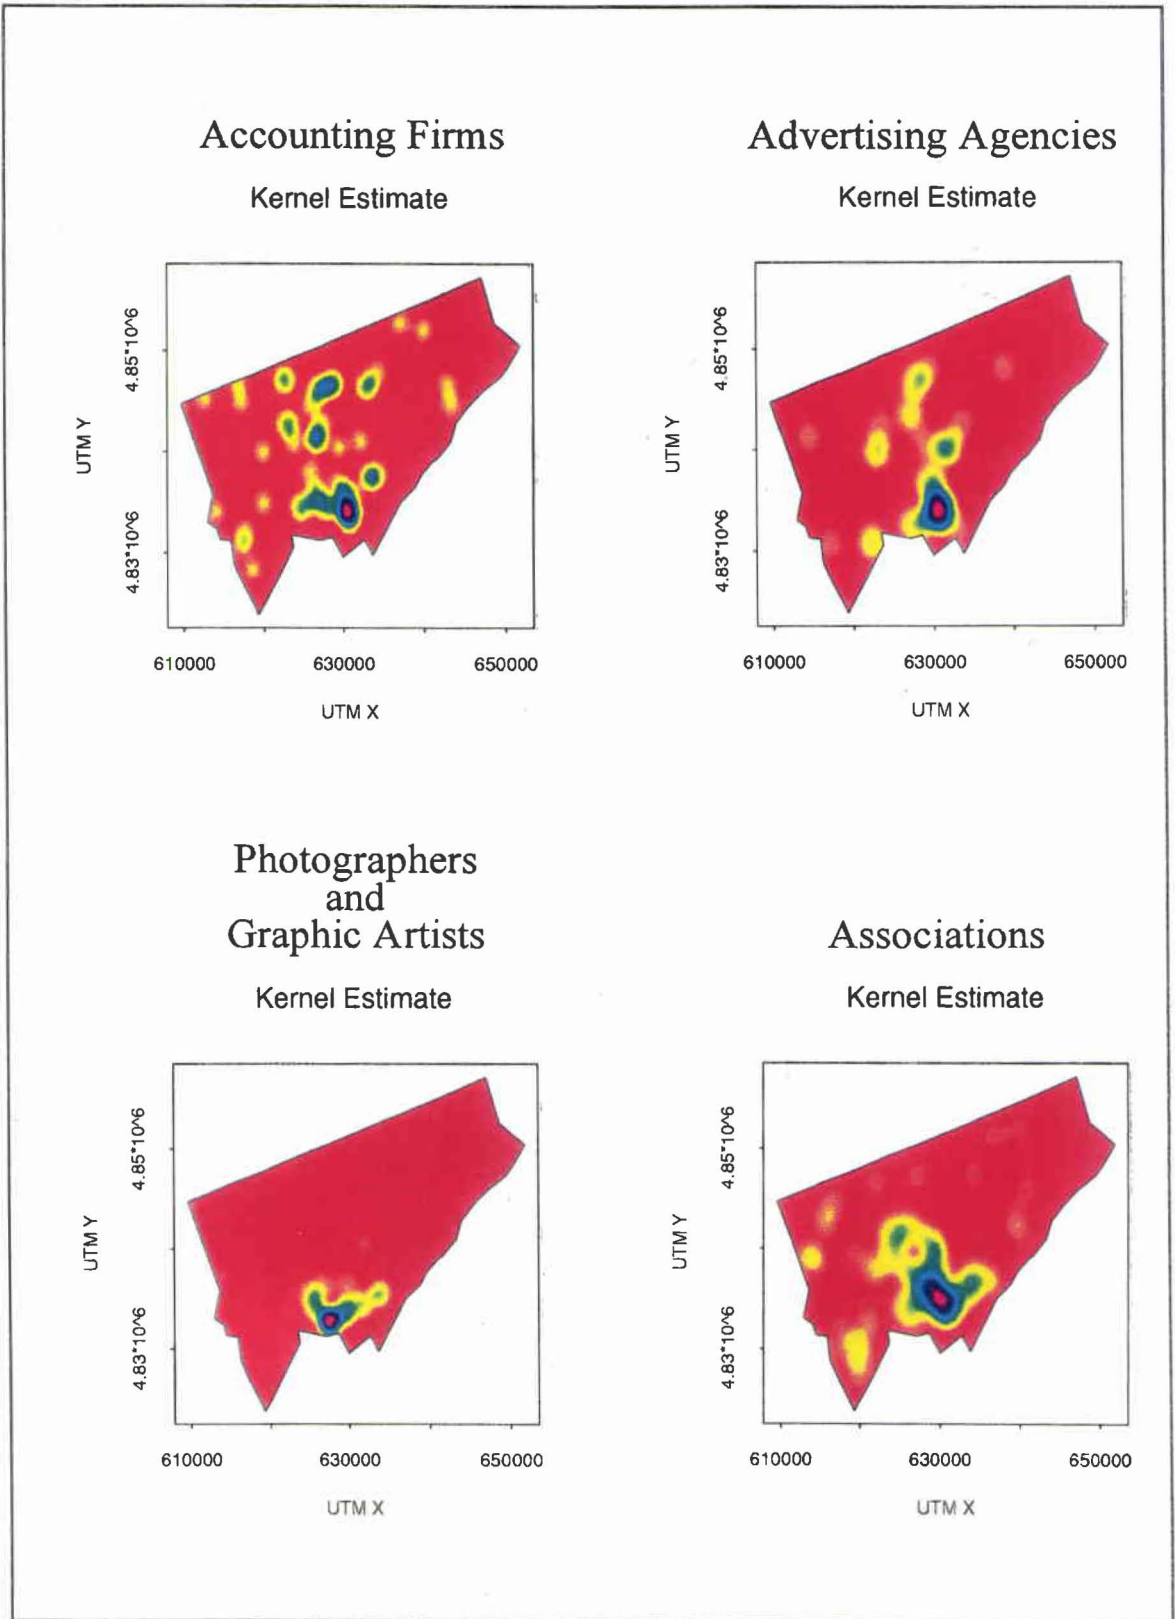 Accounting Firms
Kernel Estimate
UTM Y
4.85*10^6
4.83*10^6
610000 630000 650000
UTM X
Advertising Agencies
Kernel Estimate
UTM Y
4.85*10^6
4.83*10^6
610000 630000 650000
UTM X
Photographers
and
Graphic Artists
Kernel Estimate
UTM Y
4.85*10^6
4.83*10^6
610000 630000 650000
UTM X
Associations
Kernel Estimate
UTM Y
4.85*10^6
4.83*10^6
610000 630000 650000
UTM X